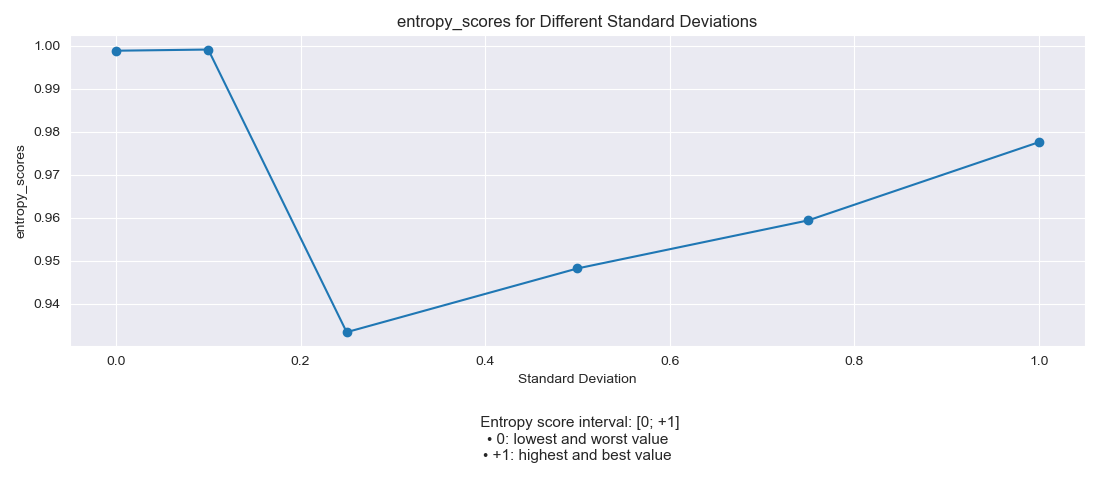 entropy_scores for Different Standard Deviations
1.00
0.99
0.98
0.97
0.96
0.95
0.94
entropy_scores
0.0 0.2 0.4 0.6 0.8 1.0
Standard Deviation
Entropy score interval: [0; +1]
• 0: lowest and worst value
• +1: highest and best value